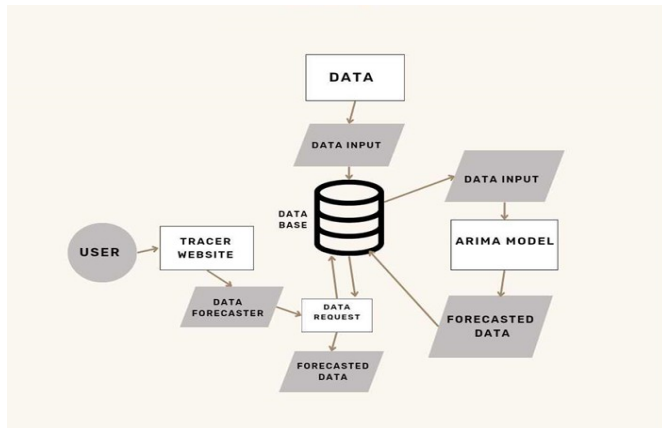 DATA
DATA INPUT
DATA INPUT
DATA
BASE
TRACER
WEBSITE
USER
ARIMA MODEL
DATA
FORECASTER
DATA
REQUEST
FORECASTED
DATA
FORECASTED
DATA